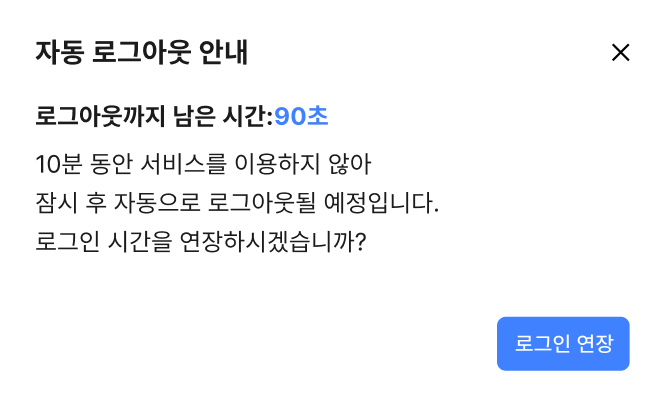 자동 로그아웃 안내
로그아웃까지 남은 시간:90초
10분 동안 서비스를 이용하지 않아
잠시 후 자동으로 로그아웃될 예정입니다.
로그인 시간을 연장하시겠습니까?
로그인 연장